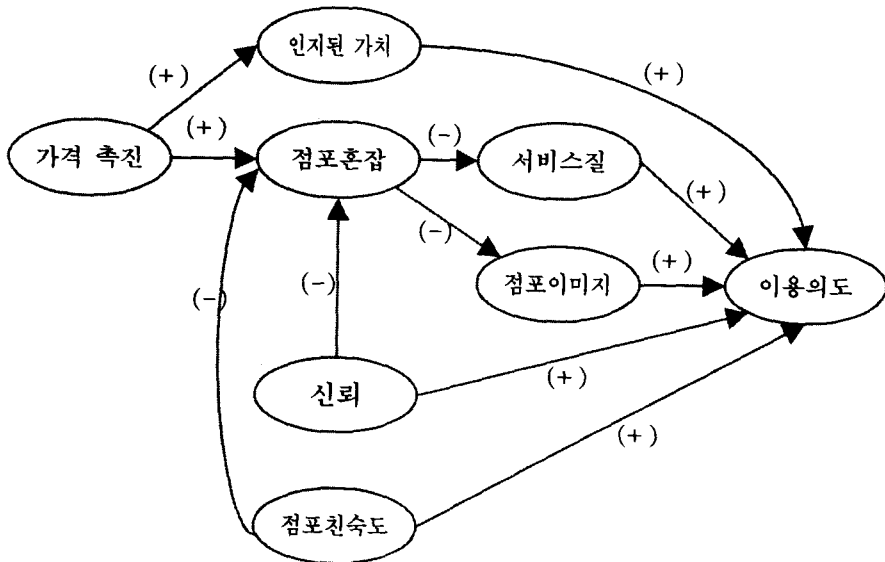 인지된 가치
(+)
(+)
가격 촉진
(+)
점포혼잡
(-)
서비스질
(+)
(-)
점포이미지
(+)
이용의도
(-)
(-)
신뢰
(+)
(+)
점포친숙도